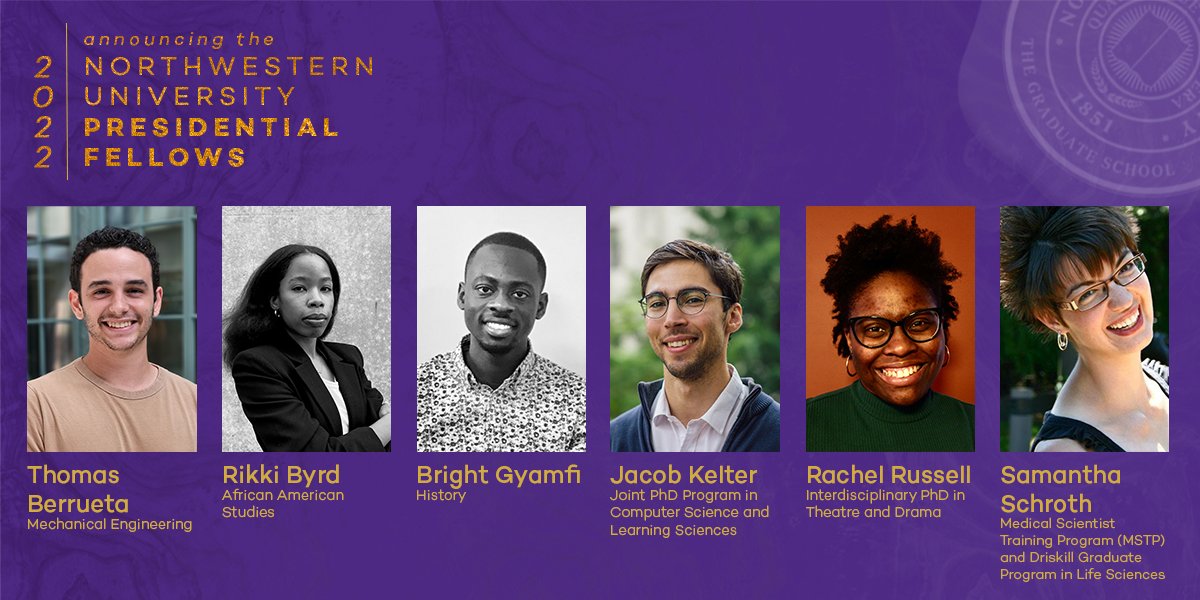 announcing the
2022
NORTHWESTERN
UNIVERSITY
PRESIDENTIAL
FELLOWS
THE GRADUATE SCHOOL
1851
Thomas
Berrueta
Mechanical Engineering
Rikki Byrd
African American
Studies
Bright Gyamfi
History
Jacob Kelter
Joint PhD Program in
Computer Science and
Learning Sciences
Rachel Russell
Interdisciplinary PhD in
Theatre and Drama
Samantha
Schroth
Medical Scientist
Training Program (MSTP)
and Driskill Graduate
Program in Life Sciences